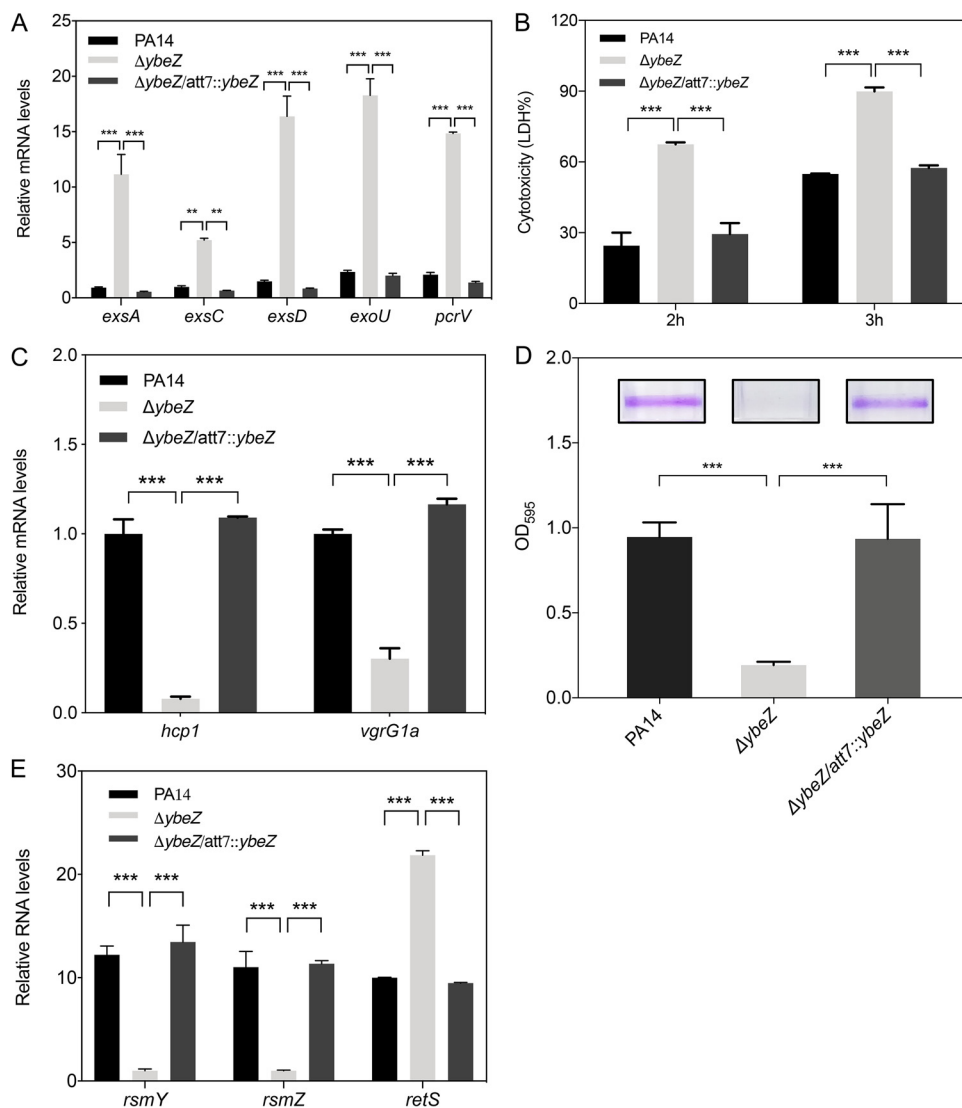 A
Relative mRNA levels
25
20
15
10
5
0
PA14
ΔybeZ
ΔybeZ/att7::ybeZ
*** ***
** **
*** ***
*** ***
*** ***
exsA exsC exsD exoU pcrV
B
Cytotoxicity (LDH%)
120
90
60
30
0
PA14
ΔybeZ
ΔybeZ/att7::ybeZ
*** ***
*** ***
2h 3h
C
Relative mRNA levels
2.0
1.5
1.0
0.5
0.0
PA14
ΔybeZ
ΔybeZ/att7::ybeZ
*** ***
*** ***
hcp1 vgrG1a
D
OD595
2.0
1.5
1.0
0.5
0.0
*** ***
PA14
ΔybeZ
ΔybeZ/att7::ybeZ
E
Relative RNA levels
30
20
10
0
PA14
ΔybeZ
ΔybeZ/att7::ybeZ
*** ***
*** ***
*** ***
rsmY rsmZ retS